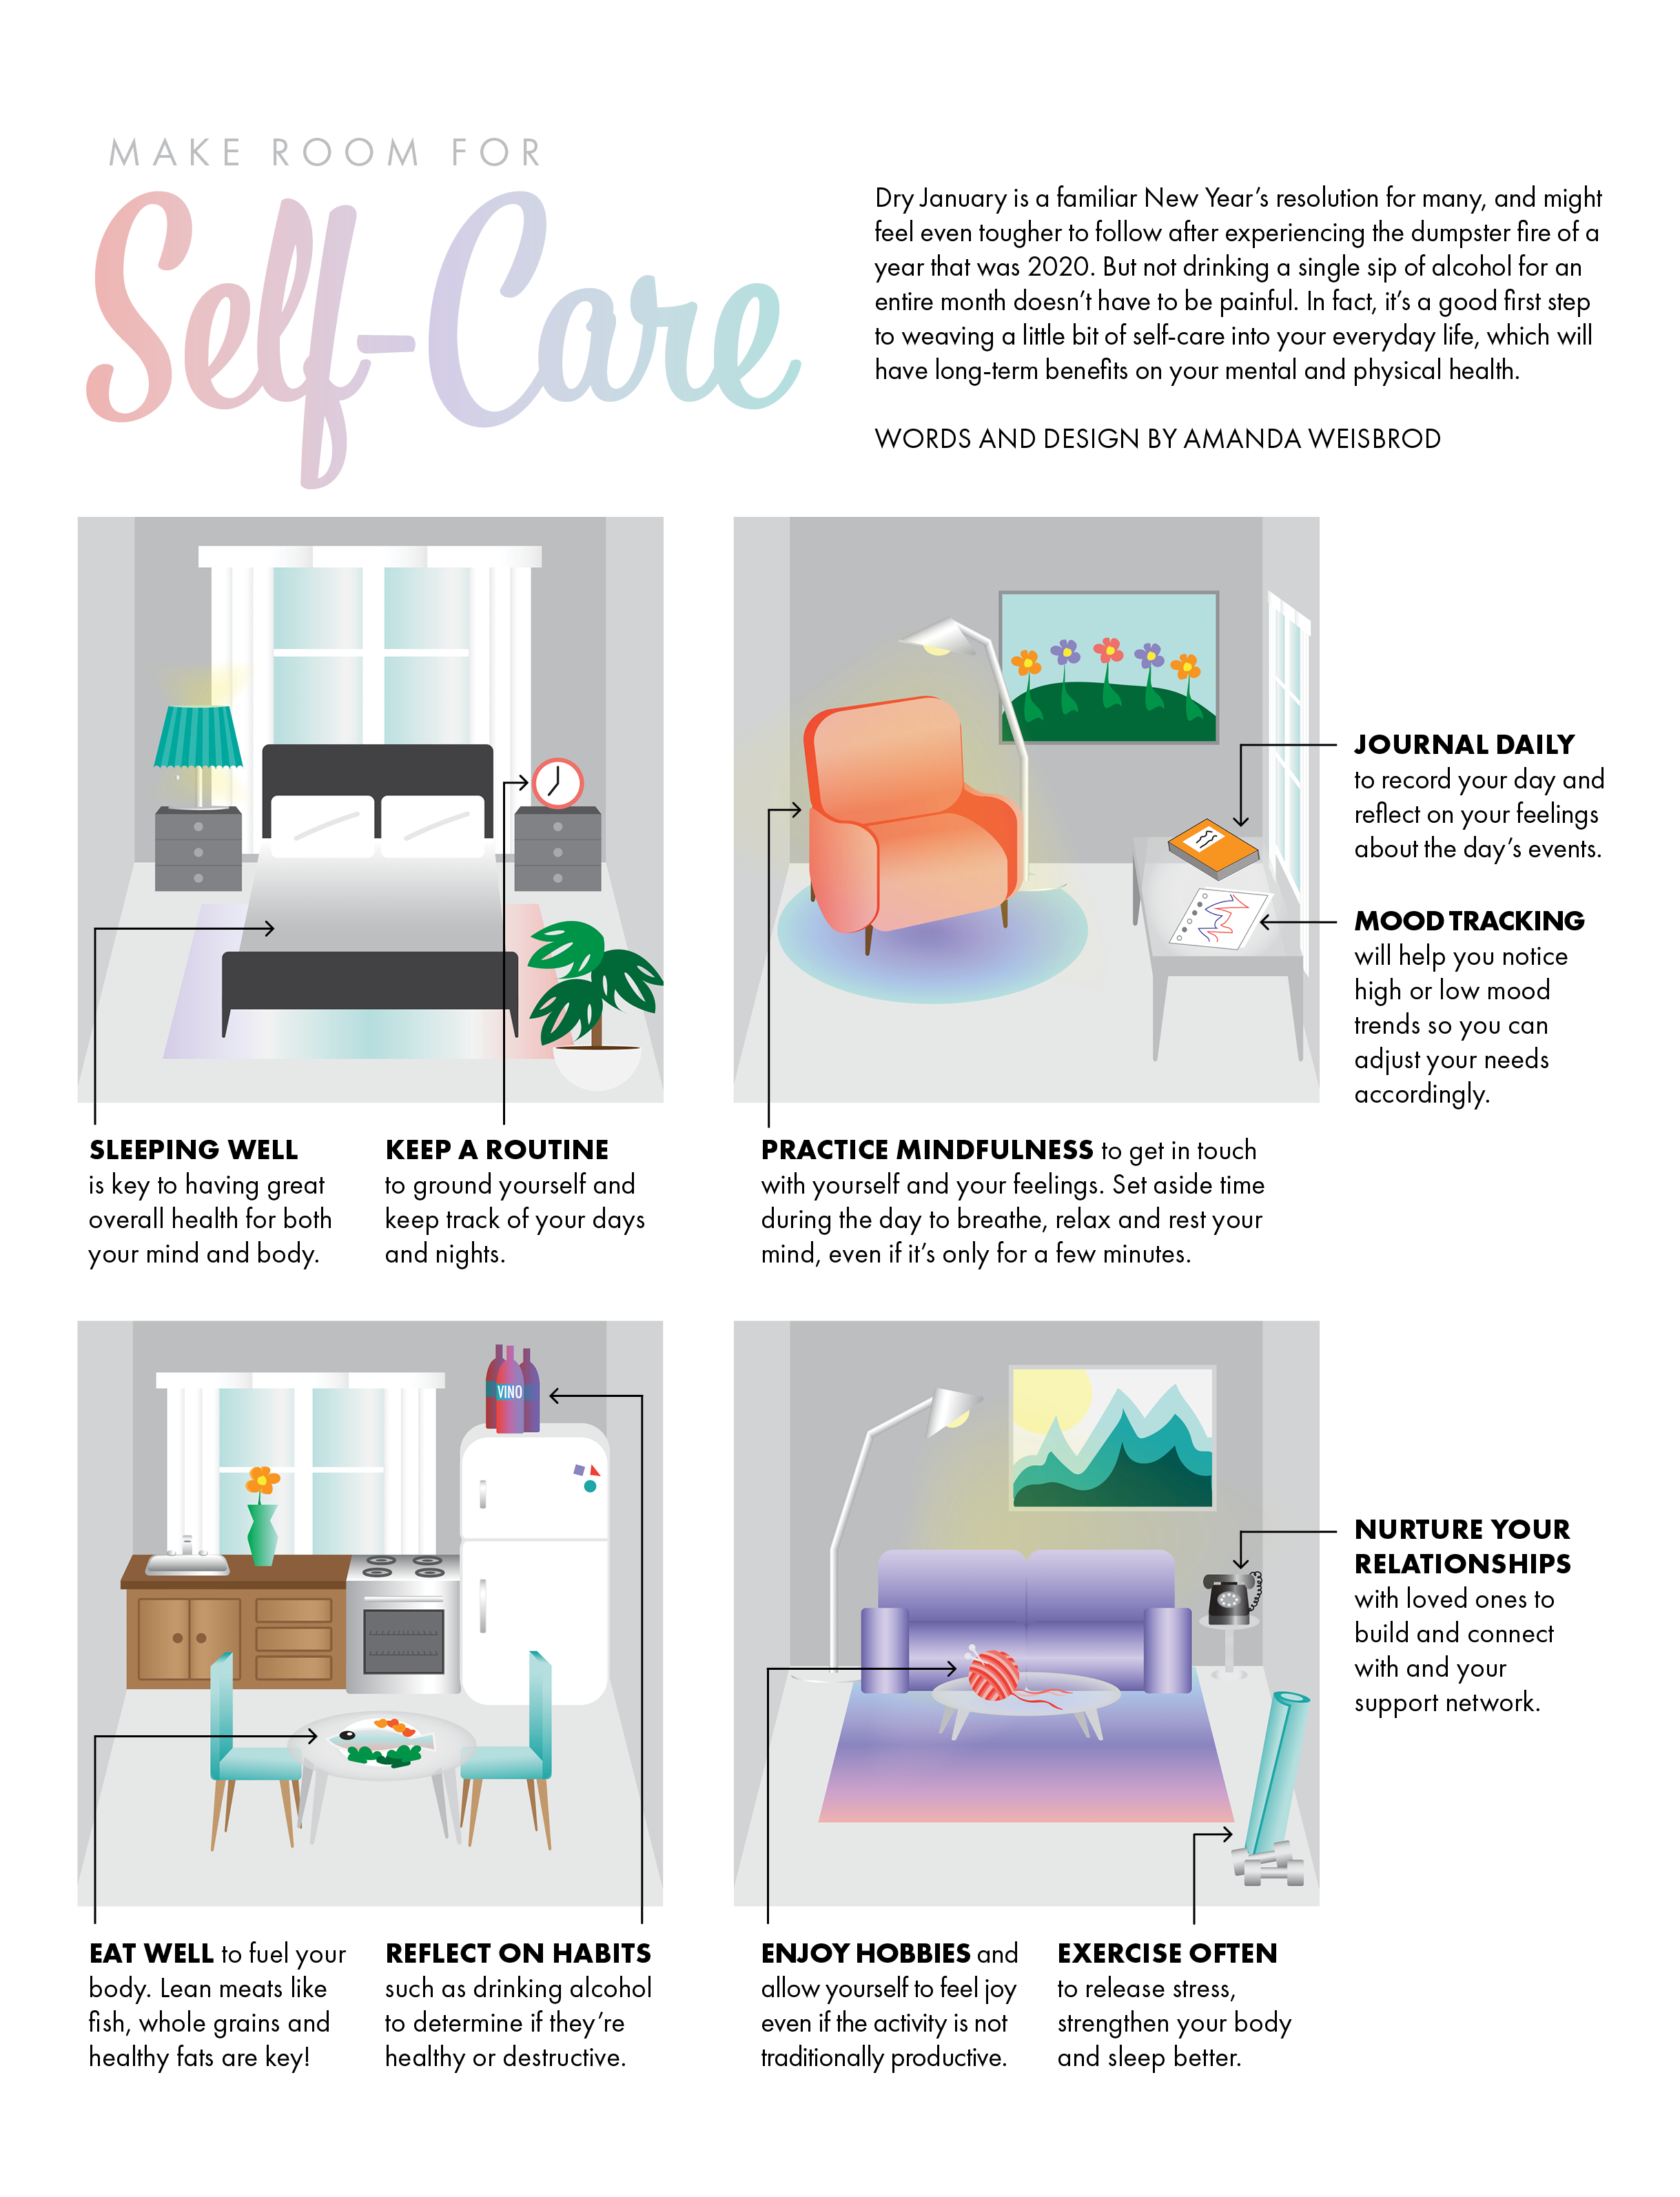 MAKE ROOM FOR
Self-Care
Dry January is a familiar New Year’s resolution for many, and might
feel even tougher to follow after experiencing the dumpster fire of a
year that was 2020. But not drinking a single sip of alcohol for an
entire month doesn’t have to be painful. In fact, it’s a good first step
to weaving a little bit of self-care into your everyday life, which will
have long-term benefits on your mental and physical health.
WORDS AND DESIGN BY AMANDA WEISBROD
JOURNAL DAILY
to record your day and
reflect on your feelings
about the day’s events.
MOOD TRACKING
will help you notice
high or low mood
trends so you can
adjust your needs
accordingly.
SLEEPING WELL
is key to having great
overall health for both
your mind and body.
KEEP A ROUTINE
to ground yourself and
keep track of your days
and nights.
PRACTICE MINDFULNESS to get in touch
with yourself and your feelings. Set aside time
during the day to breathe, relax and rest your
mind, even if it’s only for a few minutes.
VINO
NURTURE YOUR
RELATIONSHIPS
with loved ones to
build and connect
with and your
support network.
EAT WELL to fuel your
body. Lean meats like
fish, whole grains and
healthy fats are key!
REFLECT ON HABITS
such as drinking alcohol
to determine if they’re
healthy or destructive.
ENJOY HOBBIES and
allow yourself to feel joy
even if the activity is not
traditionally productive.
EXERCISE OFTEN
to release stress,
strengthen your body
and sleep better.